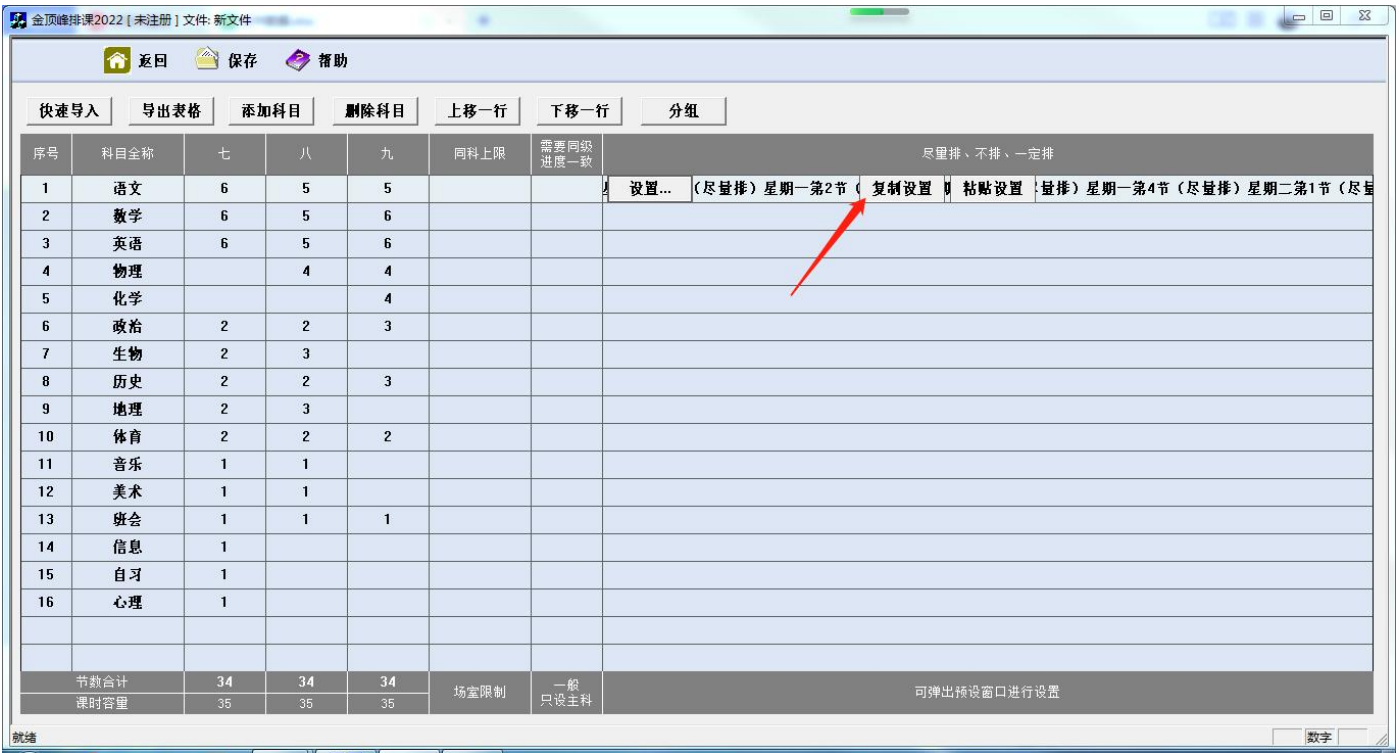 金顶峰排课2022 [ 未注册 ] 文件: 新文件
返回 保存 帮助
快速导入 导出表格 添加科目 删除科目 上移一行 下移一行 分组
序号 科目全称 七 八 九 同科上限 需要同级进度一致 尽量排、不排、一定排
1 语文 6 5 5 设置... (尽量排) 星期一第2节 ( 复制设置 粘贴设置 量排) 星期一第4节 (尽量排) 星期二第1节 (尽量
2 数学 6 5 6
3 英语 6 5 6
4 物理 4 4
5 化学 4
6 政治 2 2 3
7 生物 2 3
8 历史 2 2 3
9 地理 2 3
10 体育 2 2 2
11 音乐 1 1
12 美术 1 1
13 班会 1 1 1
14 信息 1
15 自习 1
16 心理 1
节数合计 34 34 34 场室限制 一般只设主科 可弹出预设窗口进行设置
课时容量 35 35 35
就绪 数字